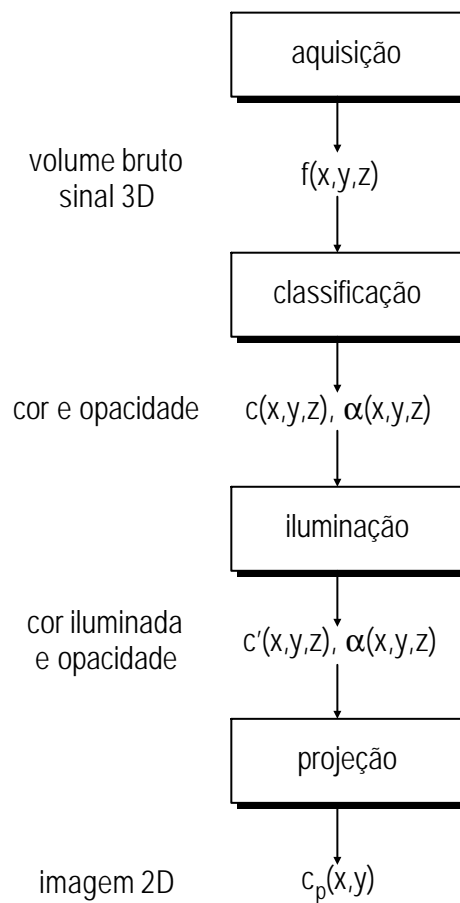 aquisição
volume bruto
sinal 3D
f(x,y,z)
classificação
cor e opacidade
c(x,y,z), α(x,y,z)
iluminação
cor iluminada
e opacidade
c'(x,y,z), α(x,y,z)
projeção
imagem 2D
cp(x,y)